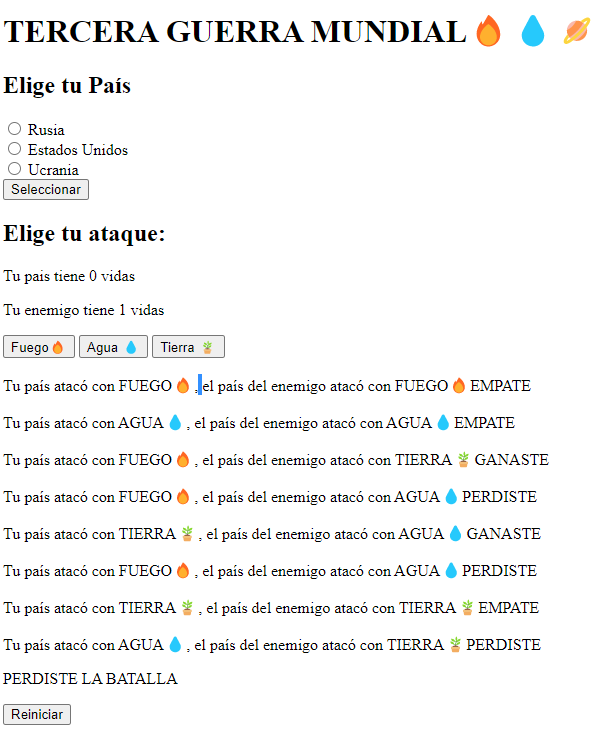 TERCERA GUERRA MUNDIAL🔥 💧 🪐
Elige tu País
Rusia
Estados Unidos
Ucrania
Seleccionar
Elige tu ataque:
Tu pais tiene 0 vidas
Tu enemigo tiene 1 vidas
Fuego🔥 Agua 💧 Tierra 🪴
Tu país atacó con FUEGO🔥 , el país del enemigo atacó con FUEGO🔥 EMPATE
Tu país atacó con AGUA💧 , el país del enemigo atacó con AGUA💧 EMPATE
Tu país atacó con FUEGO🔥 , el país del enemigo atacó con TIERRA🪴 GANASTE
Tu país atacó con FUEGO🔥 , el país del enemigo atacó con AGUA💧 PERDISTE
Tu país atacó con TIERRA🪴 , el país del enemigo atacó con AGUA💧 GANASTE
Tu país atacó con FUEGO🔥 , el país del enemigo atacó con AGUA💧 PERDISTE
Tu país atacó con TIERRA🪴 , el país del enemigo atacó con TIERRA🪴 EMPATE
Tu país atacó con AGUA💧 , el país del enemigo atacó con TIERRA🪴 PERDISTE
PERDISTE LA BATALLA
Reiniciar